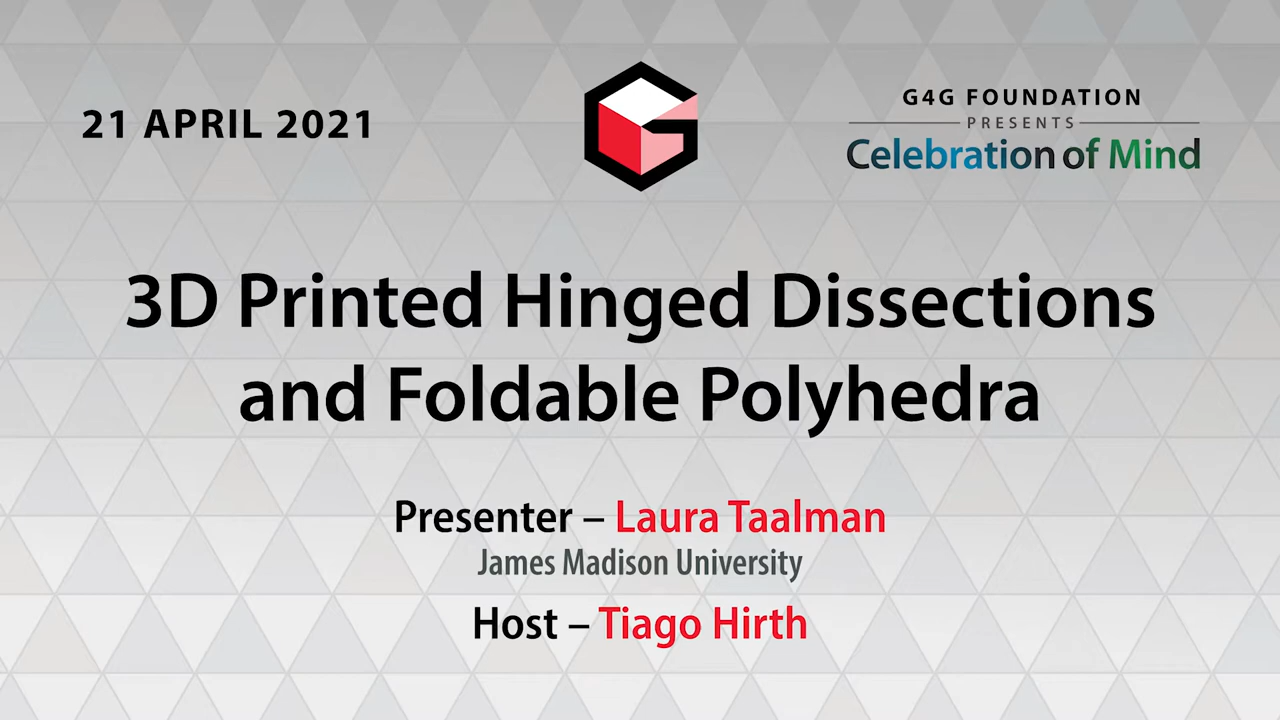 21 APRIL 2021
G4G FOUNDATION
PRESENTS
Celebration of Mind
3D Printed Hinged Dissections
and Foldable Polyhedra
Presenter – Laura Taalman
James Madison University
Host – Tiago Hirth